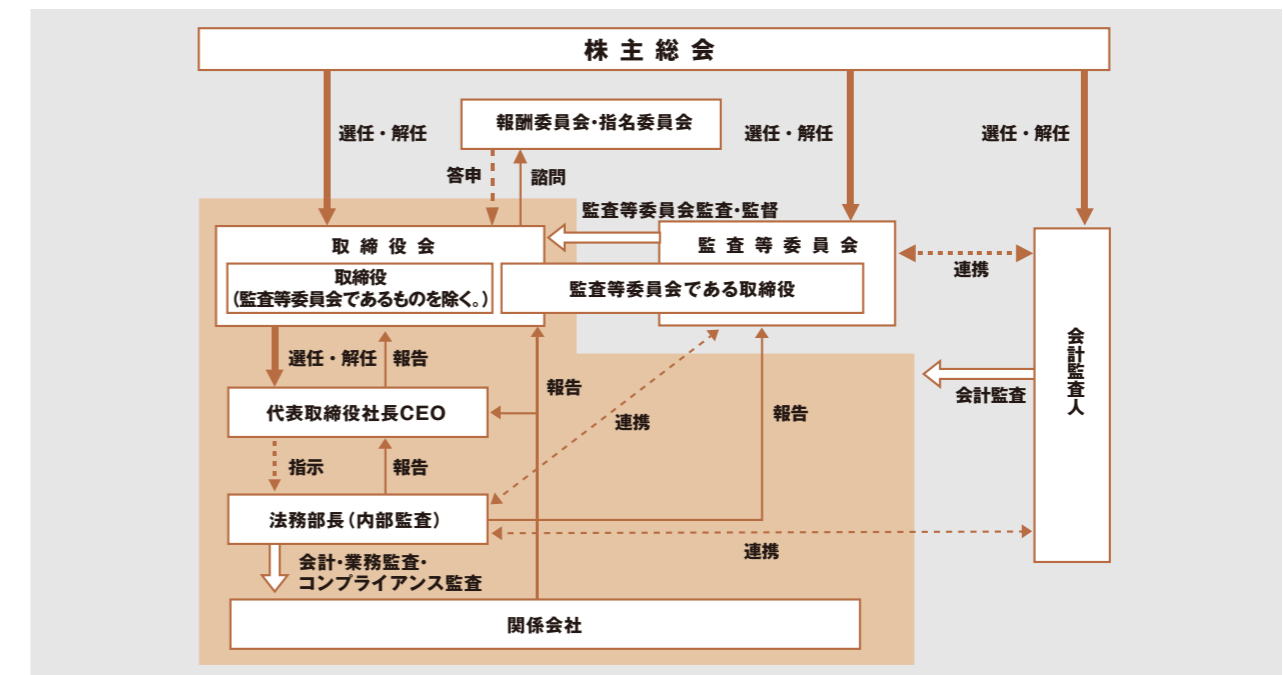 株主総会
選任・解任
報酬委員会・指名委員会
選任・解任
選任・解任
答申
諮問
監査等委員会監査・監督
取締役会
監査等委員会
連携
取締役
(監査等委員会であるものを除く。)
監査等委員会である取締役
選任・解任
報告
会計監査人
報告
会計監査
代表取締役社長CEO
連携
報告
指示
報告
法務部長(内部監査)
連携
会計・業務監査・
コンプライアンス監査
関係会社